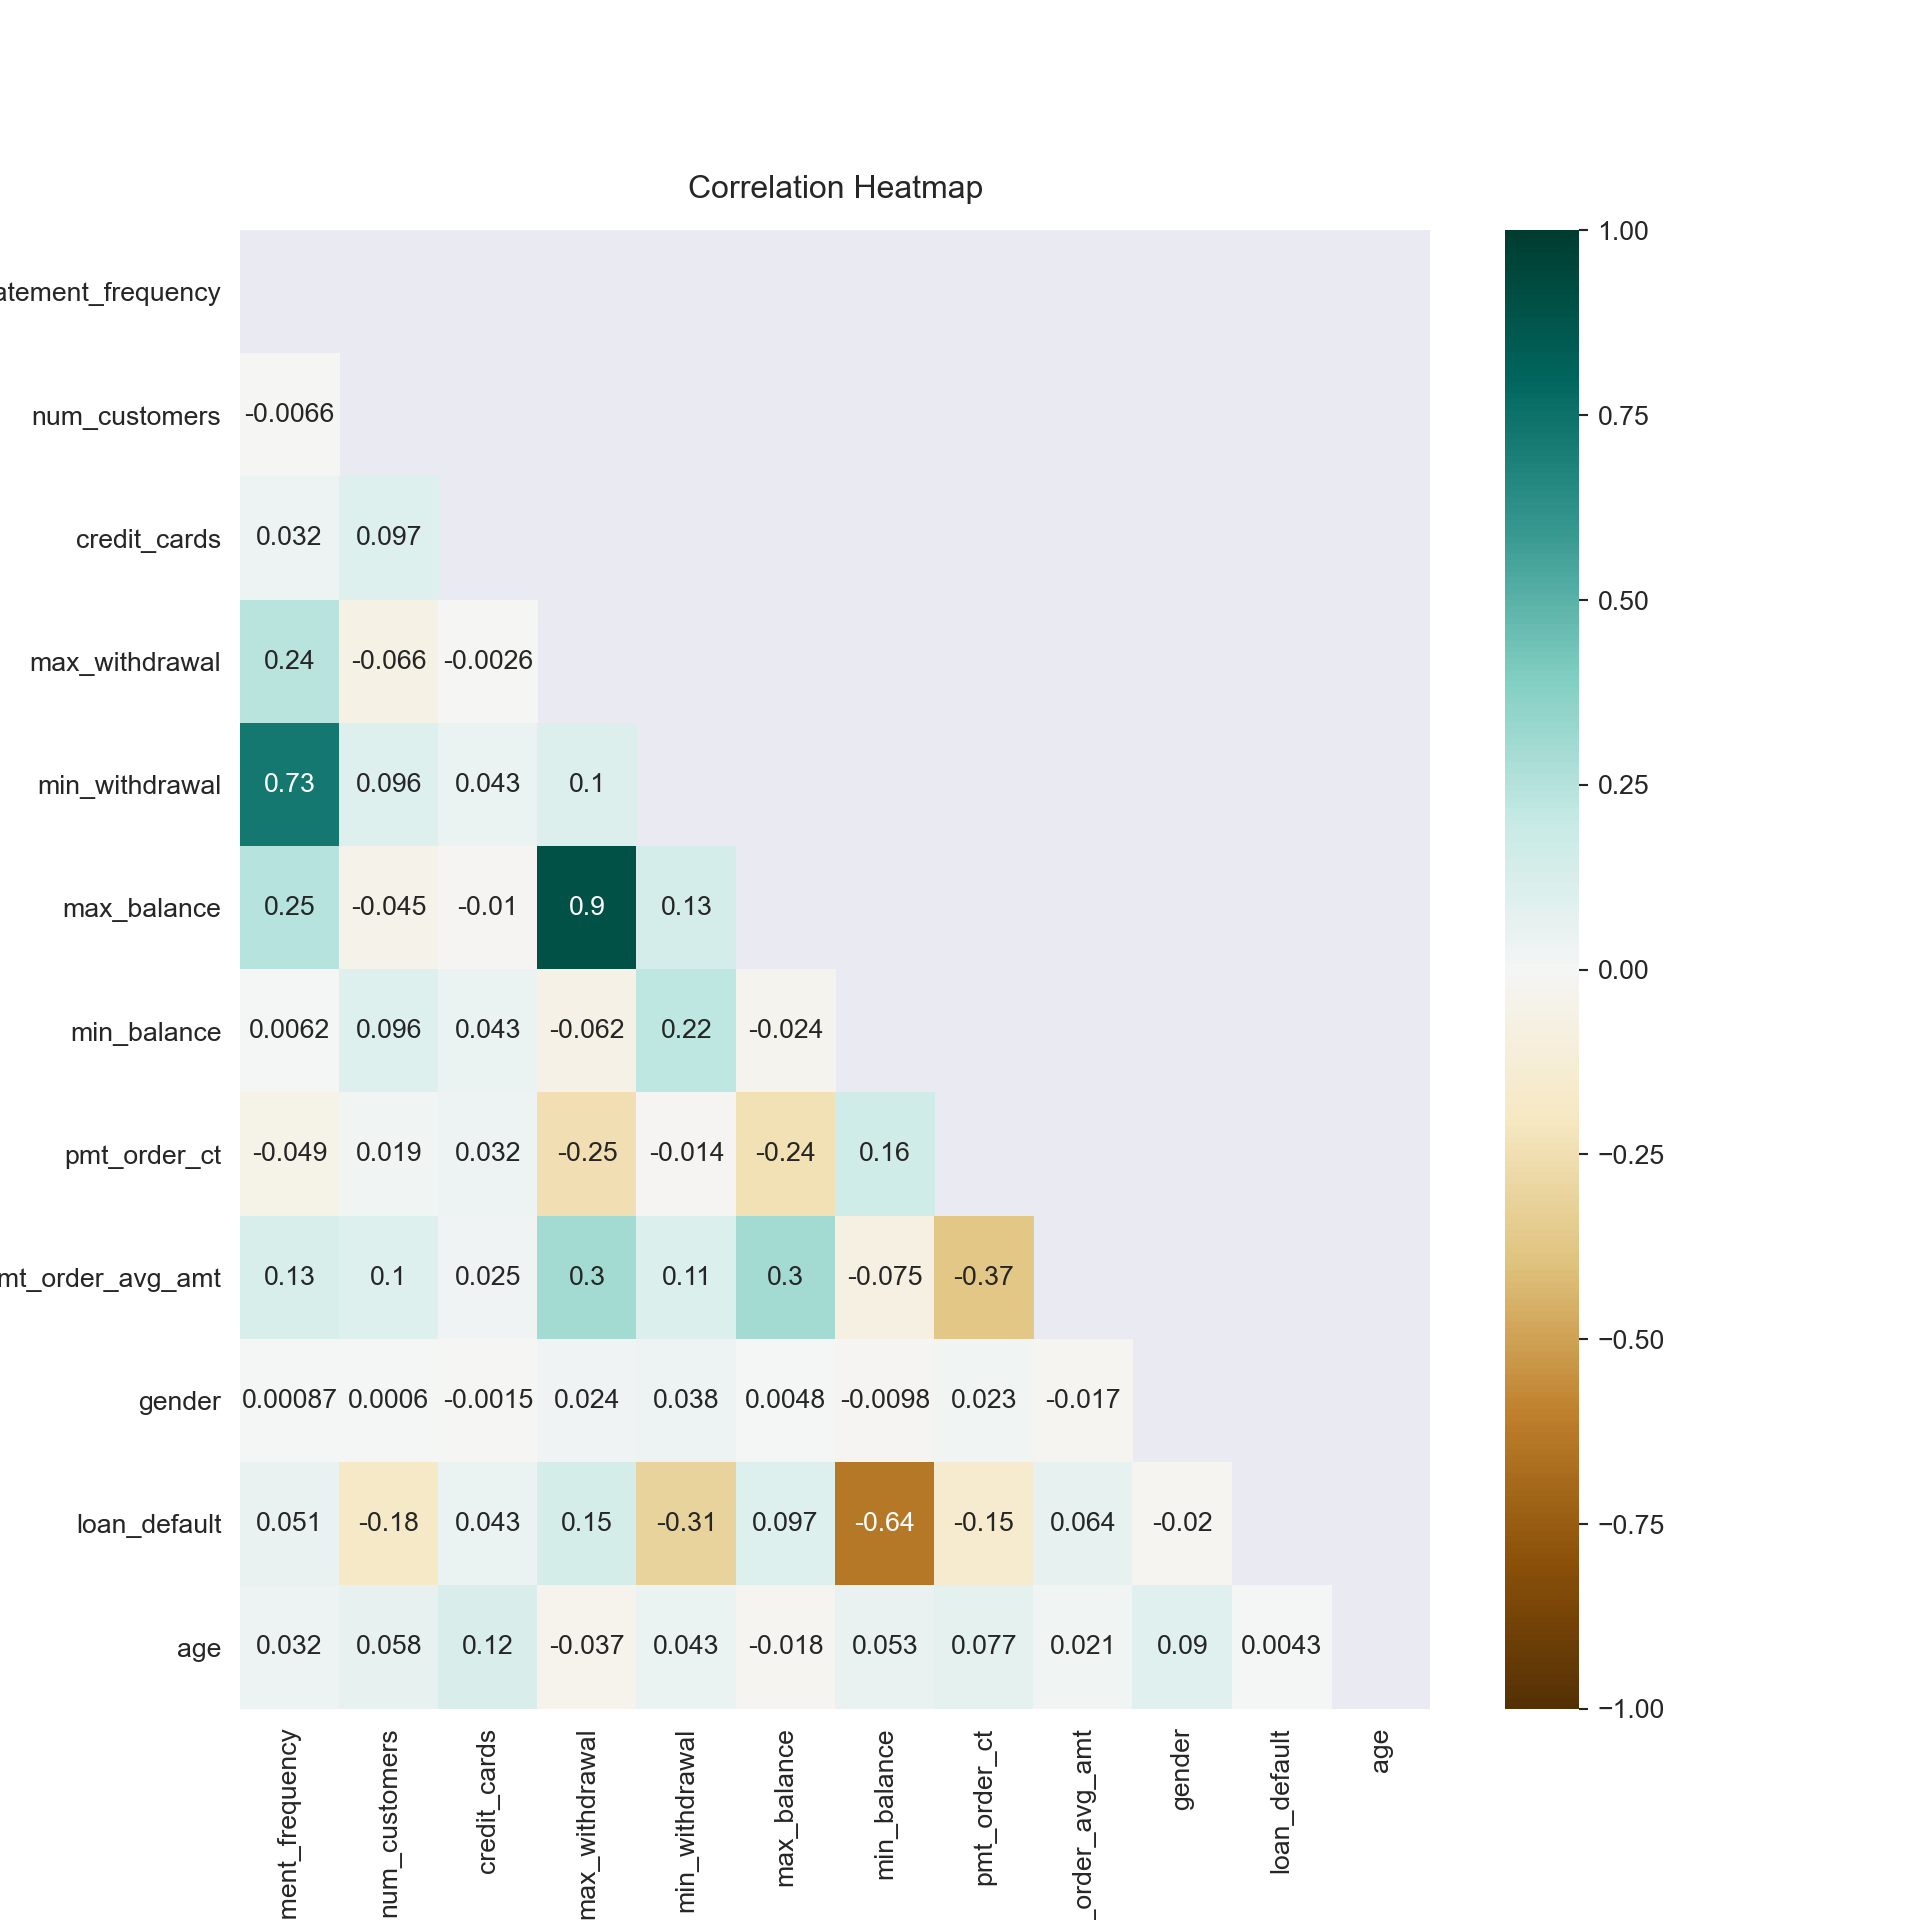 Correlation Heatmap
atement_frequency
num_customers -0.0066
credit_cards 0.032 0.097
max_withdrawal 0.24 -0.066 -0.0026
min_withdrawal 0.73 0.096 0.043 0.1
max_balance 0.25 -0.045 -0.01 0.9 0.13
min_balance 0.0062 0.096 0.043 -0.062 0.22 -0.024
pmt_order_ct -0.049 0.019 0.032 -0.25 -0.014 -0.24 0.16
mt_order_avg_amt 0.13 0.1 0.025 0.3 0.11 0.3 -0.075 -0.37
gender 0.00087 0.0006 -0.0015 0.024 0.038 0.0048 -0.0098 0.023 -0.017
loan_default 0.051 -0.18 0.043 0.15 -0.31 0.097 -0.64 -0.15 0.064 -0.02
age 0.032 0.058 0.12 -0.037 0.043 -0.018 0.053 0.077 0.021 0.09 0.0043
ment_frequency
num_customers
credit_cards
max_withdrawal
min_withdrawal
max_balance
min_balance
pmt_order_ct
_order_avg_amt
gender
loan_default
age
1.00
0.75
0.50
0.25
0.00
−0.25
−0.50
−0.75
−1.00